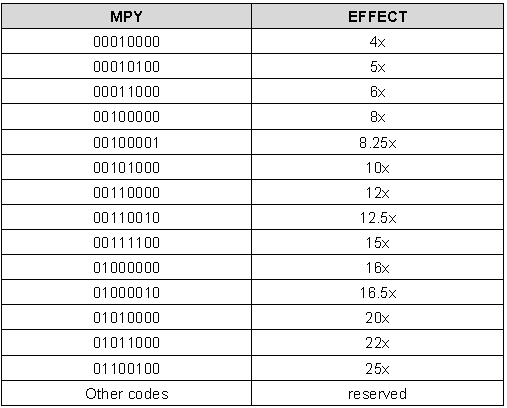 MPY EFFECT
00010000 4x
00010100 5x
00011000 6x
00100000 8x
00100001 8.25x
00101000 10x
00110000 12x
00110010 12.5x
00111100 15x
01000000 16x
01000010 16.5x
01010000 20x
01011000 22x
01100100 25x
Other codes reserved